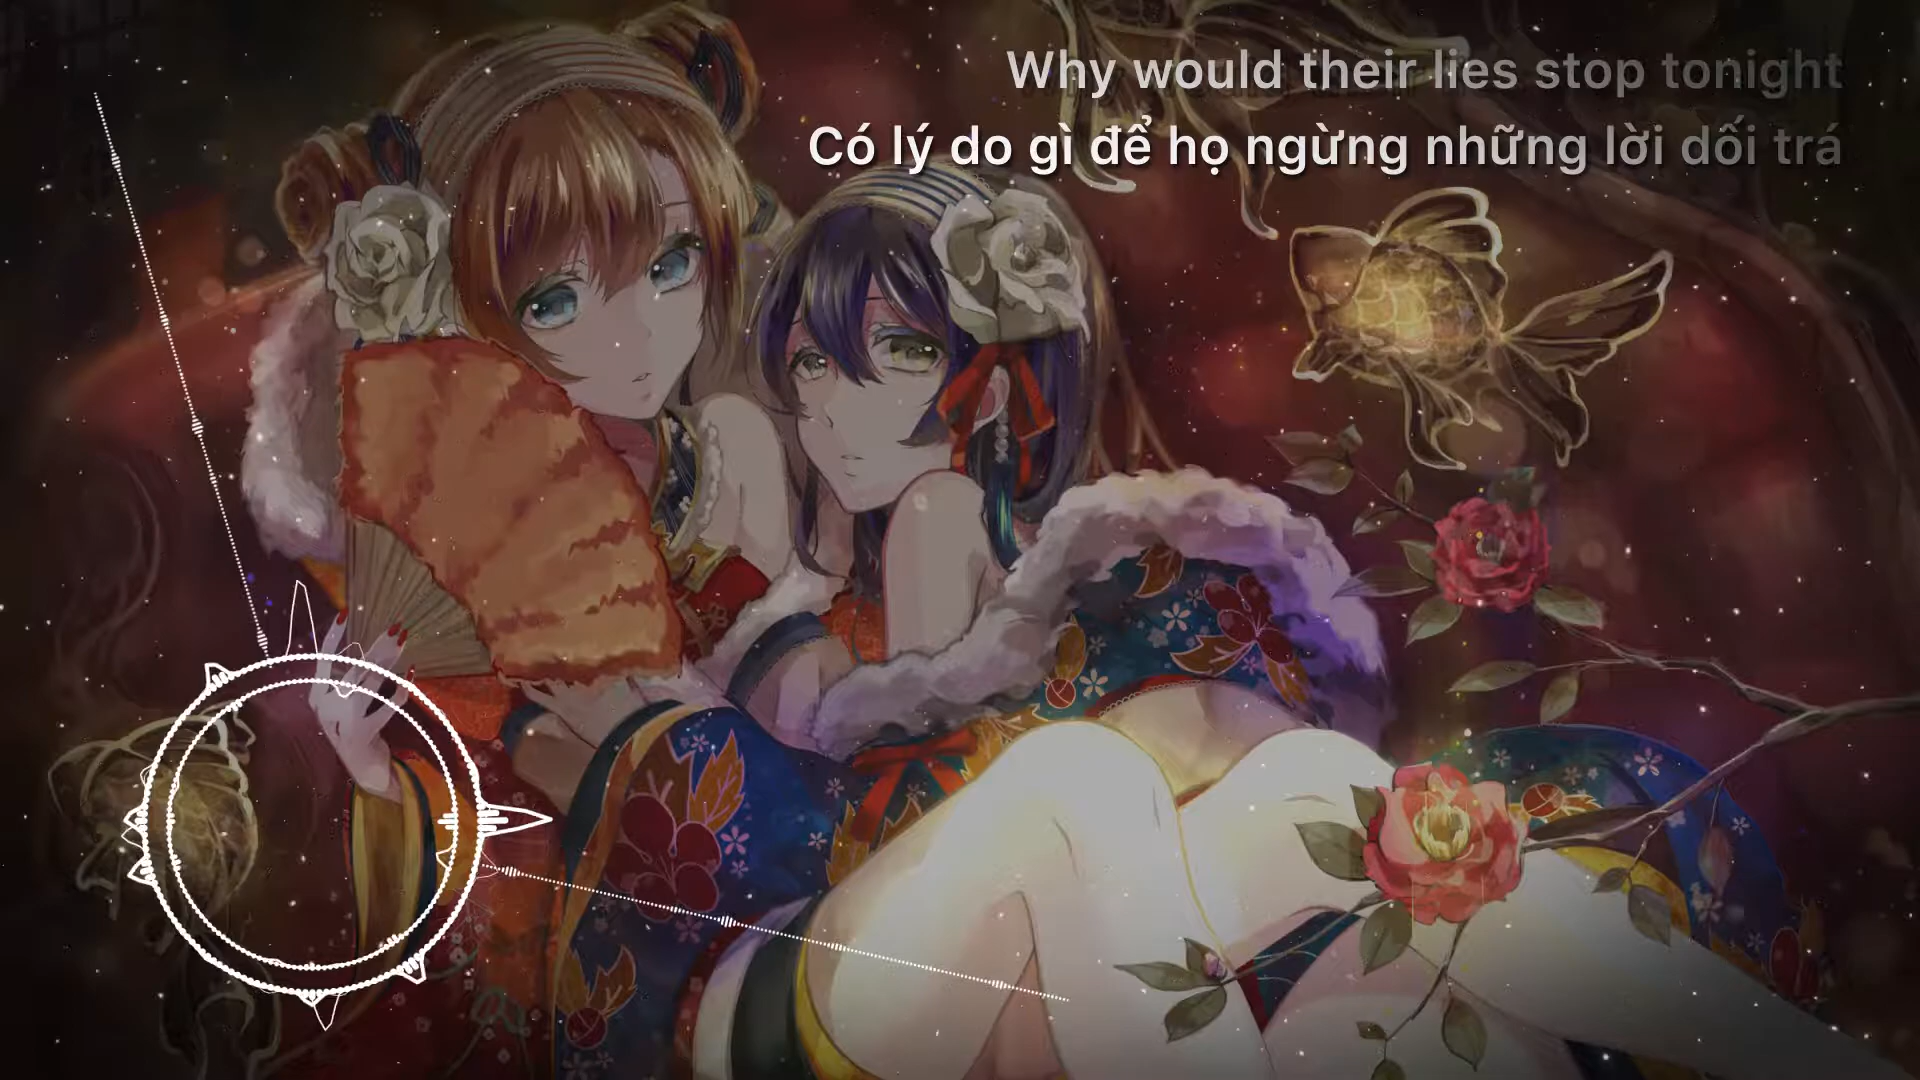 Why would their lies stop tonight
Có lý do gì để họ ngừng những lời dối trá